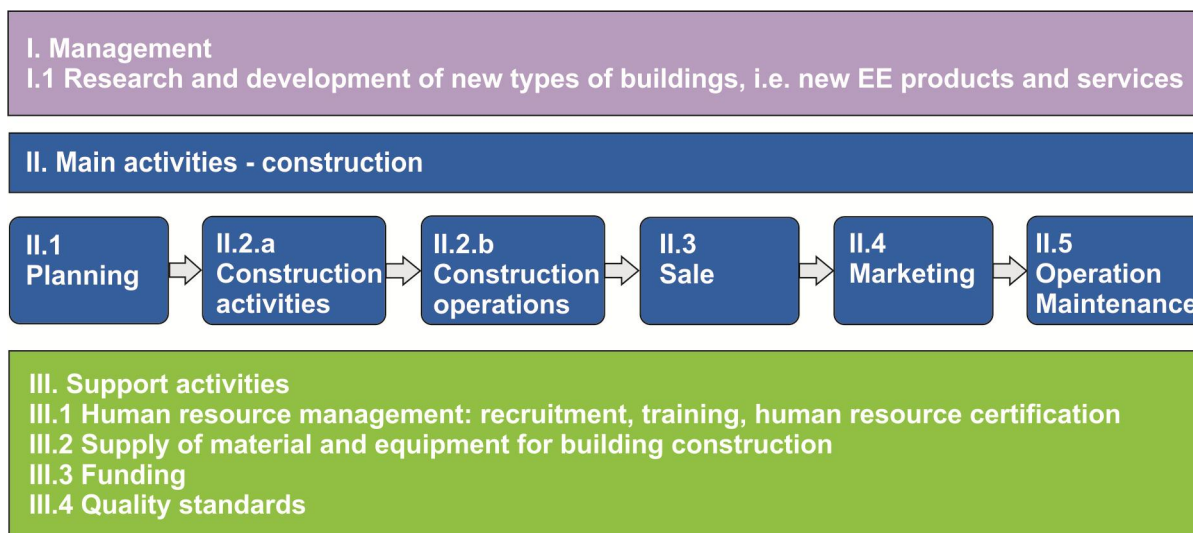 I. Management
I.1 Research and development of new types of buildings, i.e. new EE products and services
II. Main activities - construction
II.1
Planning
II.2.a
Construction
activities
II.2.b
Construction
operations
II.3
Sale
II.4
Marketing
II.5
Operation
Maintenance
III. Support activities
III.1 Human resource management: recruitment, training, human resource certification
III.2 Supply of material and equipment for building construction
III.3 Funding
III.4 Quality standards